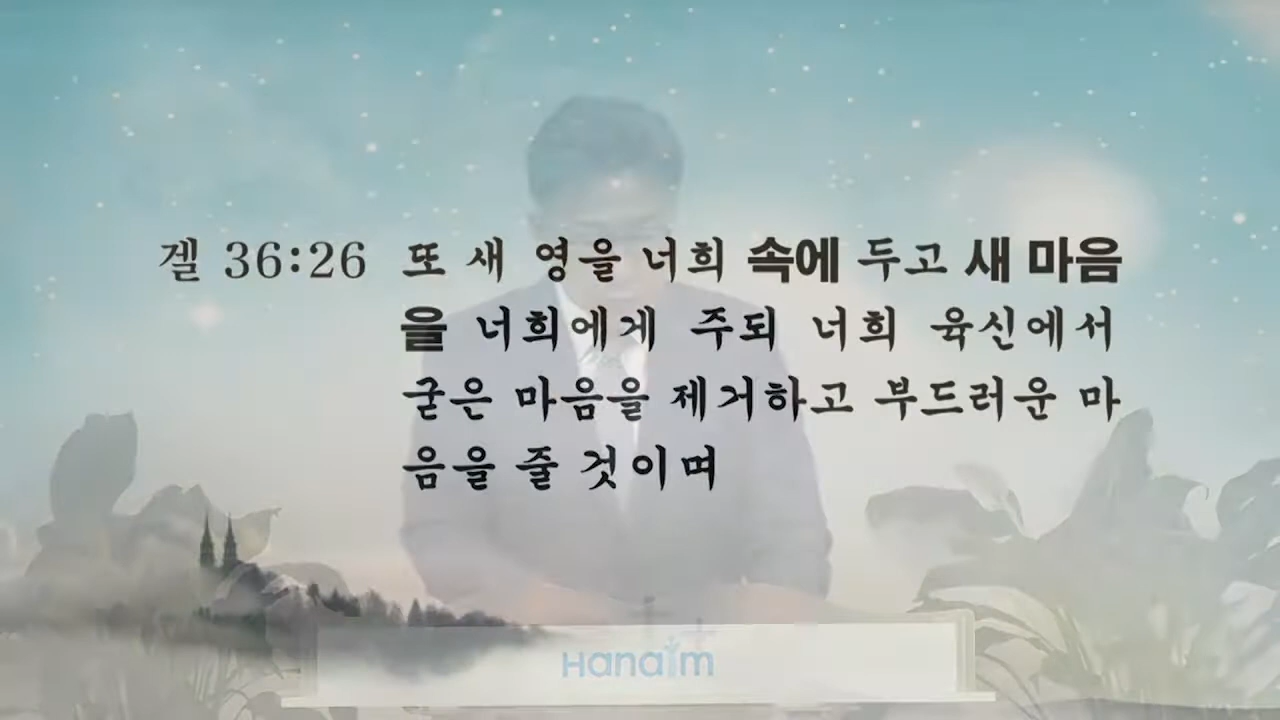 겔 36:26 또 새 영을 너희 속에 두고 새 마음
을 너희에게 주되 너희 육신에서
굳은 마음을 제거하고 부드러운 마
음을 줄 것이며
Hanaim